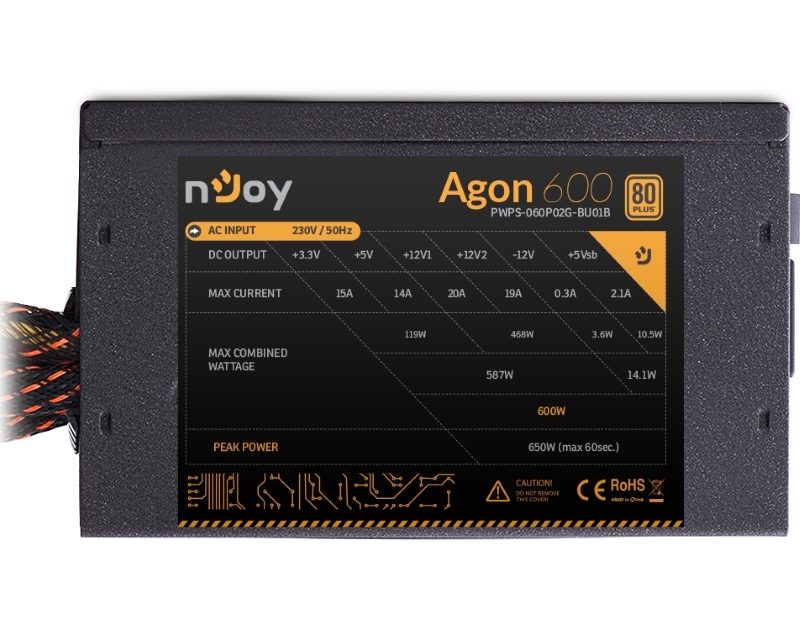 nJoy
Agon 600
PWPS-060P02G-BU01B
80
PLUS
AC INPUT 230V / 50Hz
DC OUTPUT +3.3V +5V +12V1 +12V2 -12V +5Vsb
MAX CURRENT 15A 14A 20A 19A 0.3A 2.1A
119W 468W 3.6W 10.5W
MAX COMBINED
WATTAGE
587W 14.1W
600W
PEAK POWER 650W (max 60sec.)
CAUTION!
DO NOT REMOVE
THIS COVER!
CE RoHS
Made in China